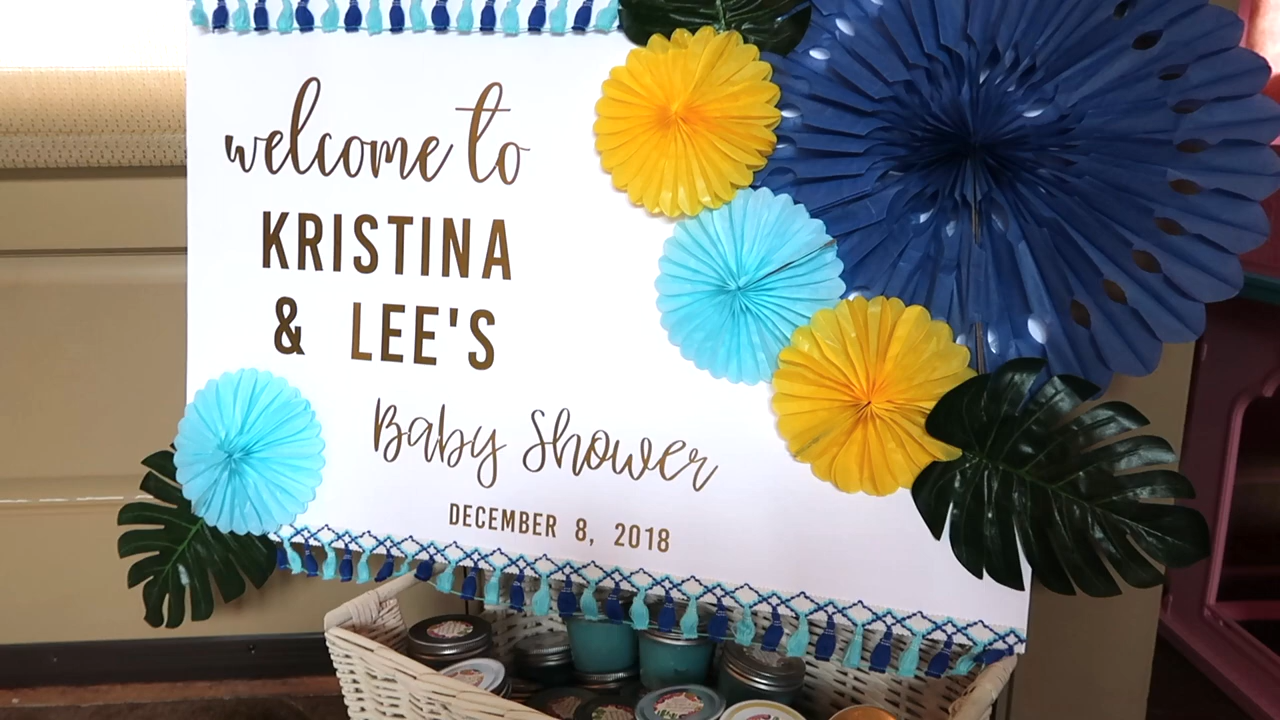 welcome to
KRISTINA
& LEE'S
Baby Shower
DECEMBER 8, 2018